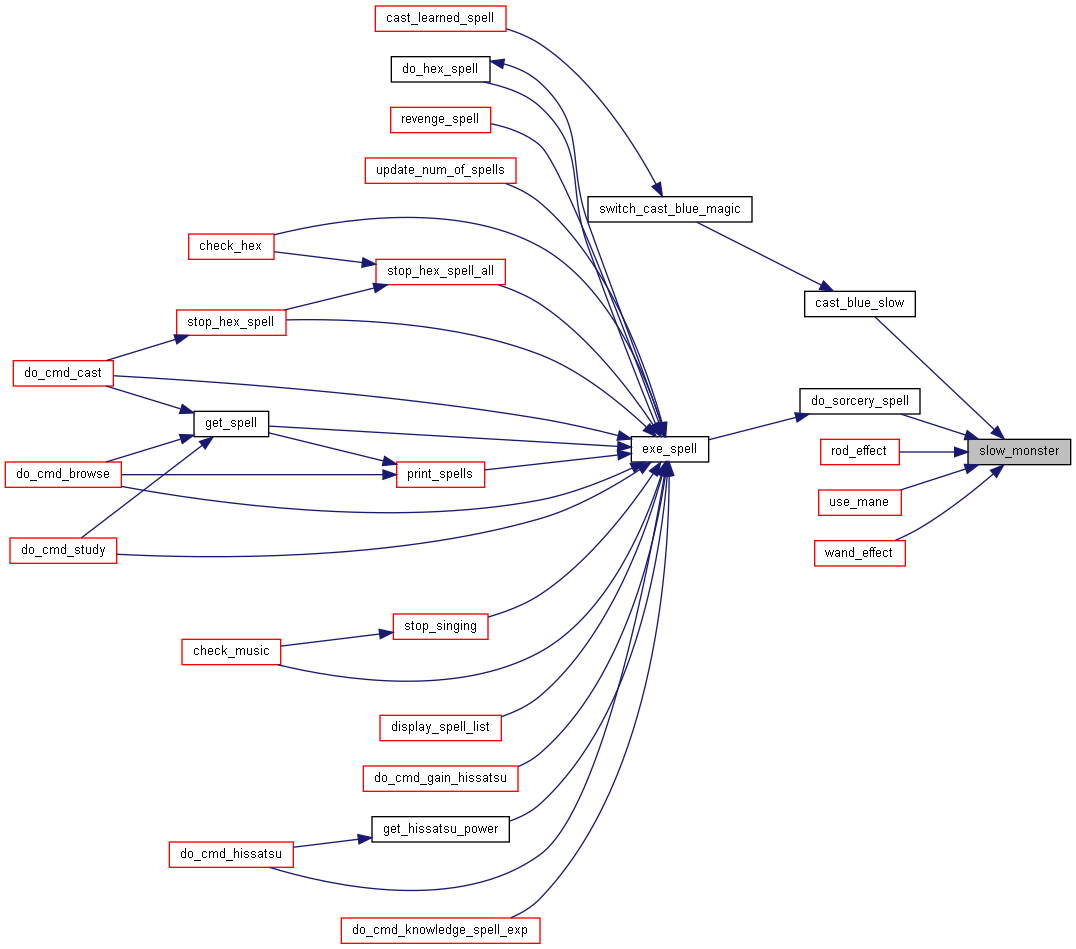 cast_learned_spell
do_hex_spell
revenge_spell
update_num_of_spells
switch_cast_blue_magic
check_hex
stop_hex_spell_all
cast_blue_slow
stop_hex_spell
do_cmd_cast
do_sorcery_spell
get_spell
exe_spell
slow_monster
rod_effect
do_cmd_browse
print_spells
use_mane
do_cmd_study
wand_effect
stop_singing
check_music
display_spell_list
do_cmd_gain_hissatsu
get_hissatsu_power
do_cmd_hissatsu
do_cmd_knowledge_spell_exp